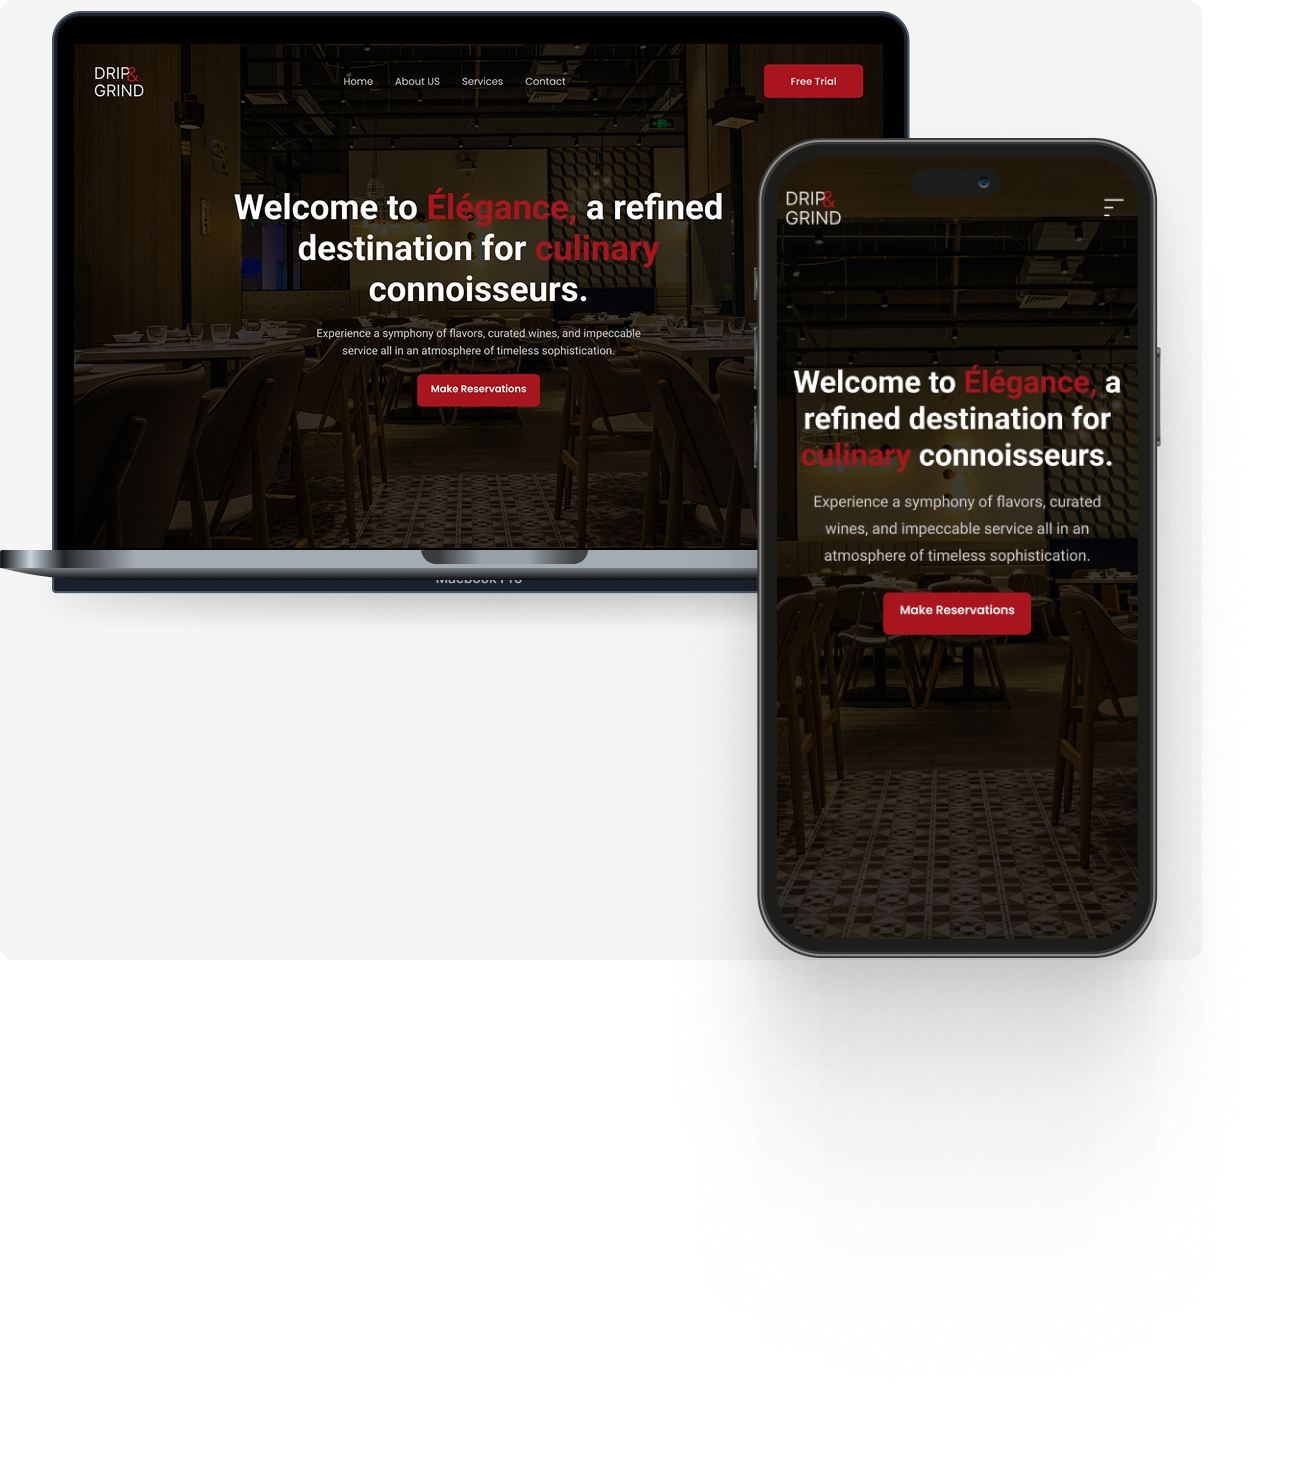 DRIP&
GRIND
Home
About US
Services
Contact
Free Trial
Welcome to Élégance, a refined
destination for culinary
connoisseurs.
Experience a symphony of flavors, curated wines, and impeccable
service all in an atmosphere of timeless sophistication.
Make Reservations
Macbook Pro
DRIP&
GRIND
Welcome to Élégance, a
refined destination for
culinary connoisseurs.
Experience a symphony of flavors, curated
wines, and impeccable service all in an
atmosphere of timeless sophistication.
Make Reservations